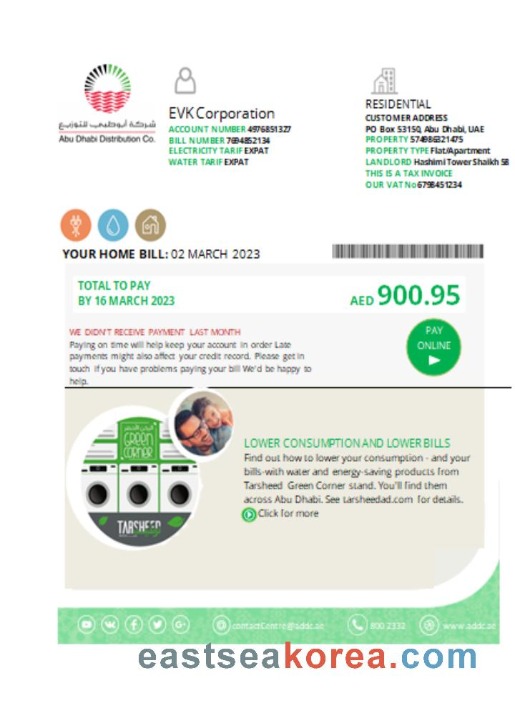 شركة أبوظبي للتوزيع
Abu Dhabi Distribution Co.
EVK Corporation
ACCOUNT NUMBER 4976851327
BILL NUMBER 7694852134
ELECTRICITY TARIF EXPAT
WATER TARIF EXPAT
RESIDENTIAL
CUSTOMER ADDRESS
PO Box 53150, Abu Dhabi, UAE
PROPERTY 574986321475
PROPERTY TYPE Flat/Apartment
LANDLORD Hashimi Tower Shaikh SB
THIS IS A TAX INVOICE
OUR VAT No 6798451234
YOUR HOME BILL: 02 MARCH 2023
TOTAL TO PAY
BY 16 MARCH 2023
AED 900.95
WE DIDN'T RECEIVE PAYMENT LAST MONTH
Paying on time will help keep your account in order Late
payments might also affect your credit record. Please get in
touch if you have problems paying your bill We'd be happy to
help.
PAY
ONLINE
GREEN
CORNER
TARSHEED
LOWER CONSUMPTION AND LOWER BILLS
Find out how to lower your consumption - and your
bills-with water and energy-saving products from
Tarsheed Green Corner stand. You'll find them
across Abu Dhabi. See tarsheedad.com for details.
Click for more
contactCentre@addc.ae
800 2332
www.addc.ae
eastseakorea.com